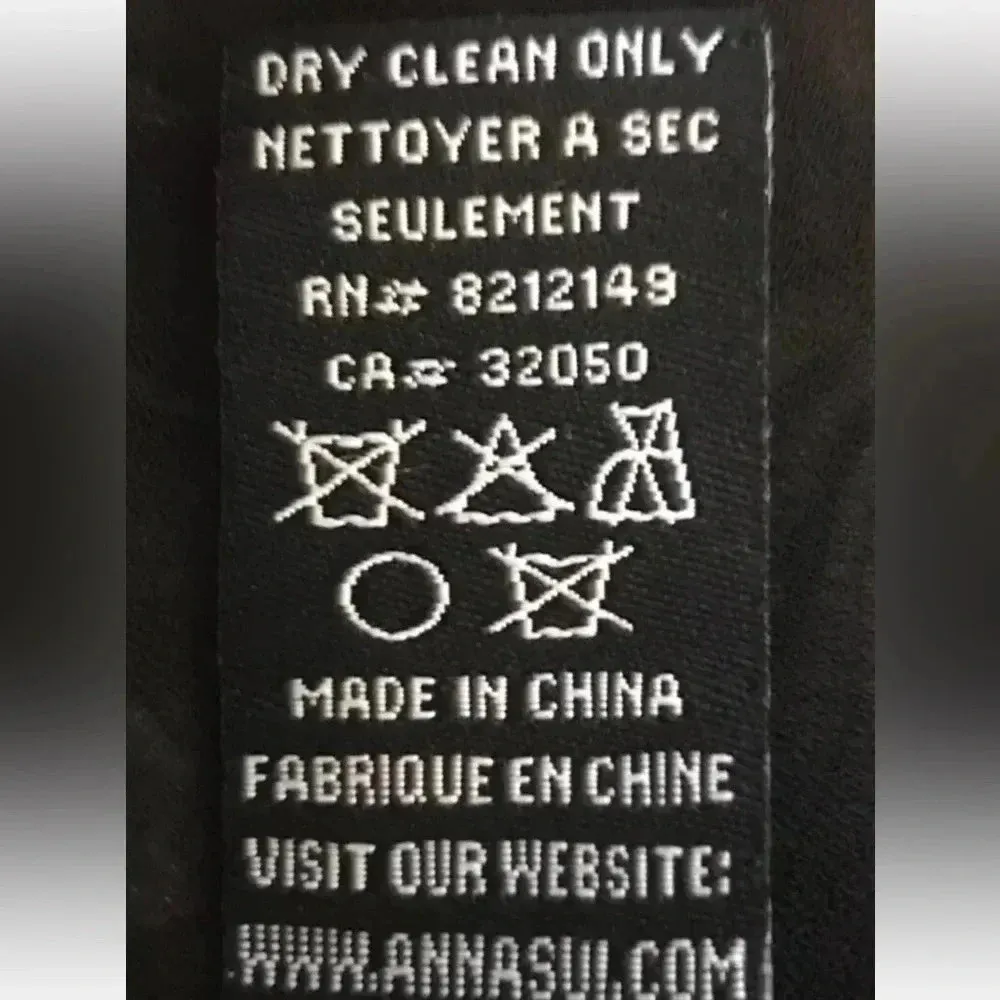 DRY CLEAN ONLY
NETTOYER A SEC
SEULEMENT
RN# 8212149
CA# 32050
MADE IN CHINA
FABRIQUE EN CHINE
VISIT OUR WEBSITE:
WWW.ANNASUI.COM